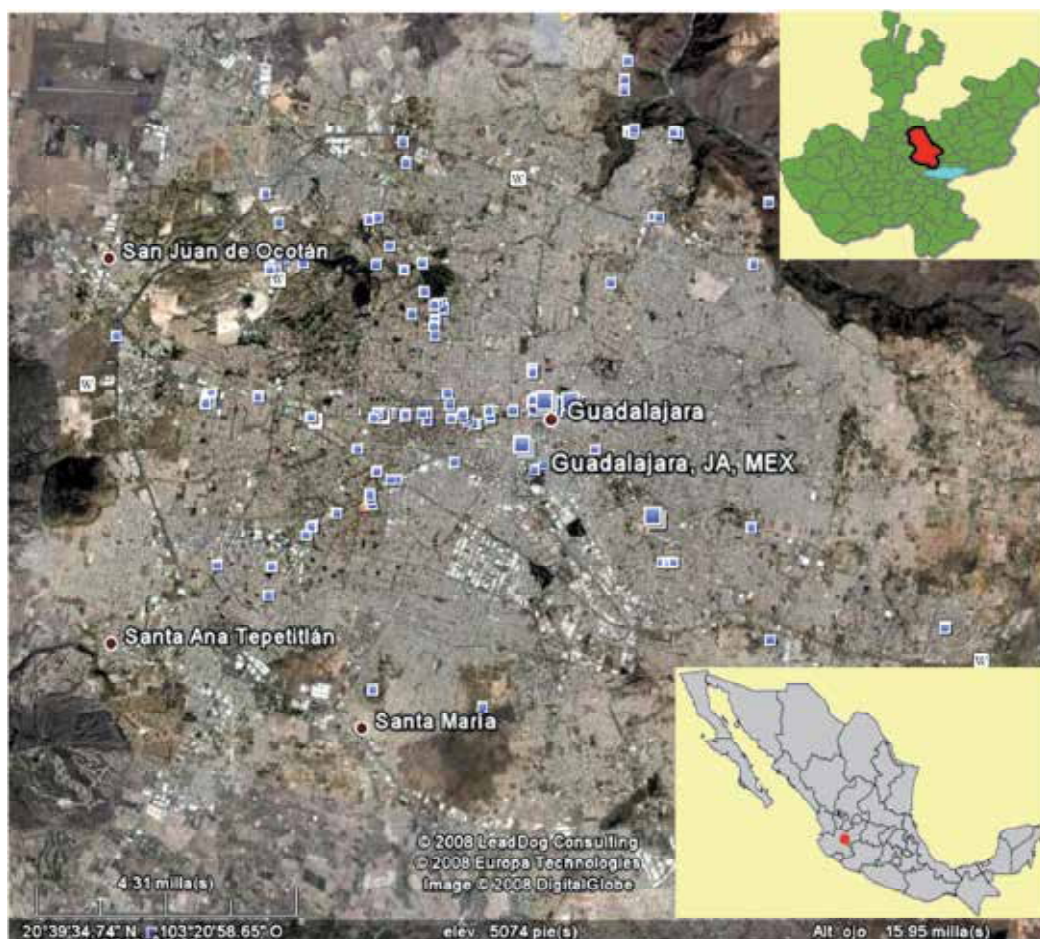 W
San Juan de Ocotán
W
W
Guadalajara
Guadalajara, JA, MEX
Santa Ana Tepetitlán
W
Santa María
© 2008 LeadDog Consulting
© 2008 Europa Technologies
Image © 2008 DigitalGlobe
4.31 milla(s)
20°39'34.74" N 103°20'58.65" O elev. 5074 pie(s) Alt. ojo 15.95 milla(s)